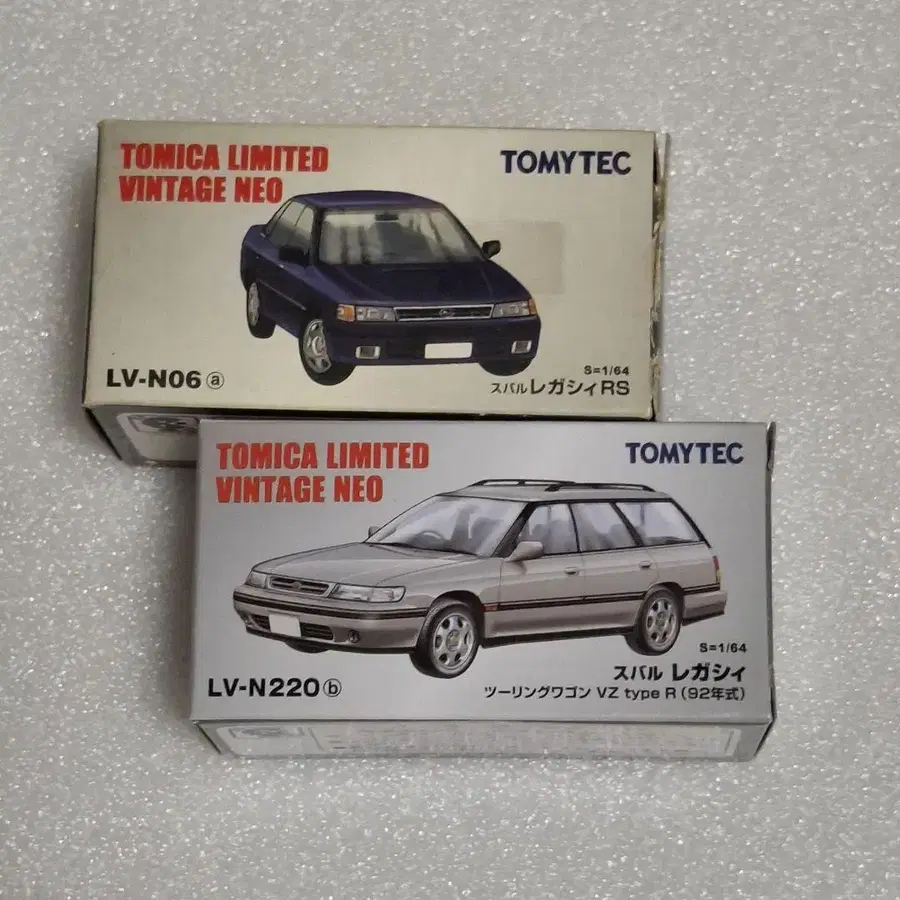 TOMICA LIMITED
VINTAGE NEO
TOMYTEC
LV-N06 ⓐ
S=1/64
スバル レガシィ RS
TOMICA LIMITED
VINTAGE NEO
TOMYTEC
LV-N220 ⓑ
S=1/64
スバル レガシィ
ツーリングワゴン VZ type R (92年式)